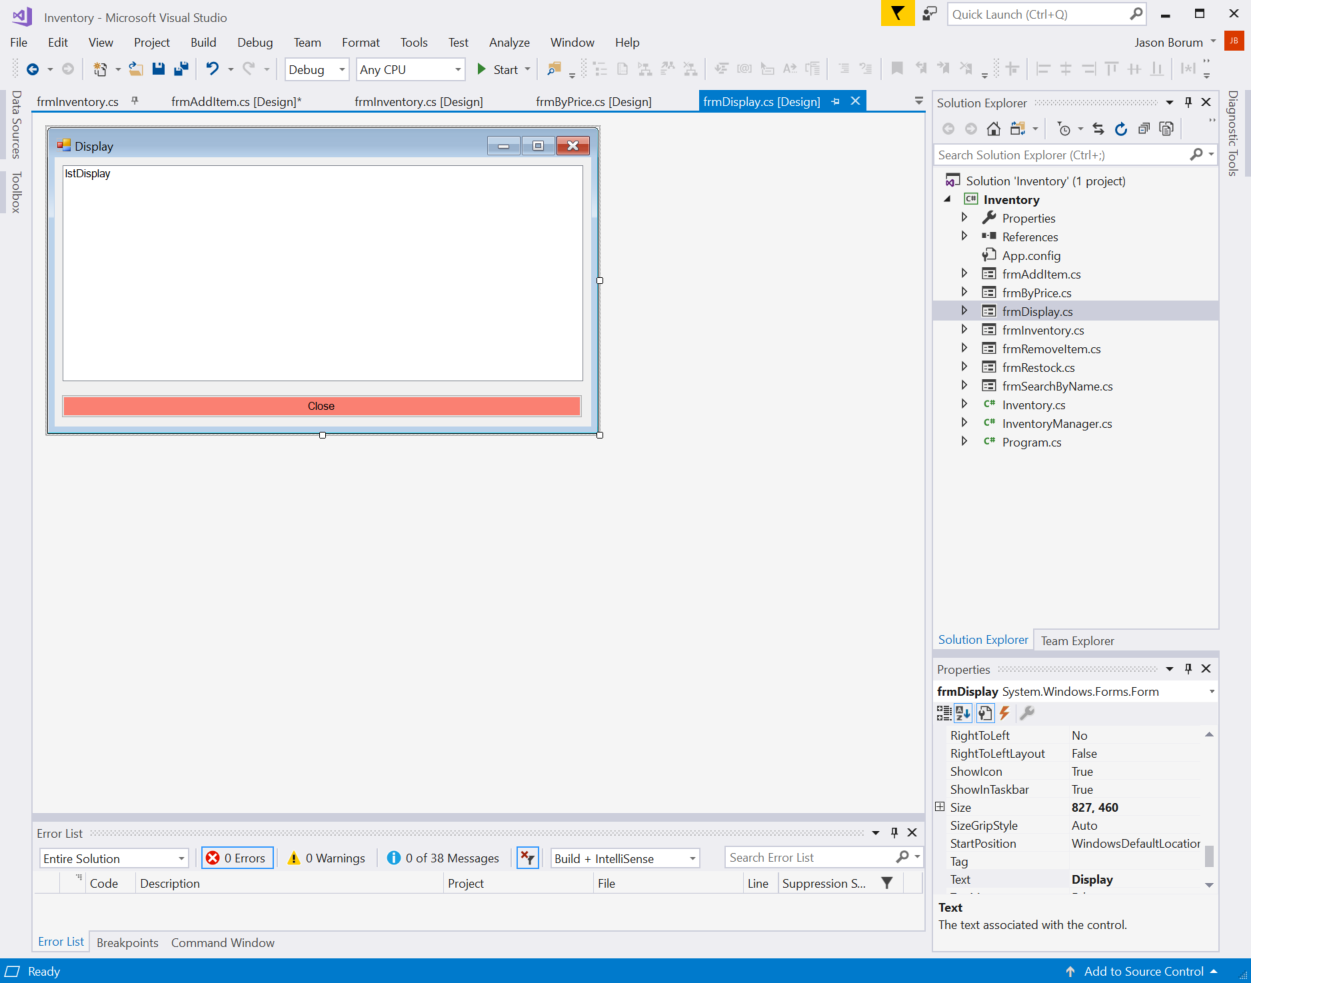 Inventory - Microsoft Visual Studio
Quick Launch (Ctrl+Q)
File Edit View Project Build Debug Team Format Tools Test Analyze Window Help
Jason Borum JB
Debug Any CPU Start
frmInventory.cs frmAddItem.cs [Design]* frmInventory.cs [Design] frmByPrice.cs [Design] frmDisplay.cs [Design]
Data Sources
Toolbox
Display
lstDisplay
Close
Solution Explorer
Search Solution Explorer (Ctrl+;)
Solution 'Inventory' (1 project)
C# Inventory
Properties
References
App.config
frmAddItem.cs
frmByPrice.cs
frmDisplay.cs
frmInventory.cs
frmRemoveItem.cs
frmRestock.cs
frmSearchByName.cs
C# Inventory.cs
C# InventoryManager.cs
C# Program.cs
Diagnostic Tools
Solution Explorer Team Explorer
Properties
frmDisplay System.Windows.Forms.Form
RightToLeft No
RightToLeftLayout False
ShowIcon True
ShowInTaskbar True
Size 827, 460
SizeGripStyle Auto
StartPosition WindowsDefaultLocation
Tag
Text Display
Text
The text associated with the control.
Error List
Entire Solution 0 Errors 0 Warnings 0 of 38 Messages Build + IntelliSense Search Error List
Code Description Project File Line Suppression S...
Error List Breakpoints Command Window
Ready
Add to Source Control